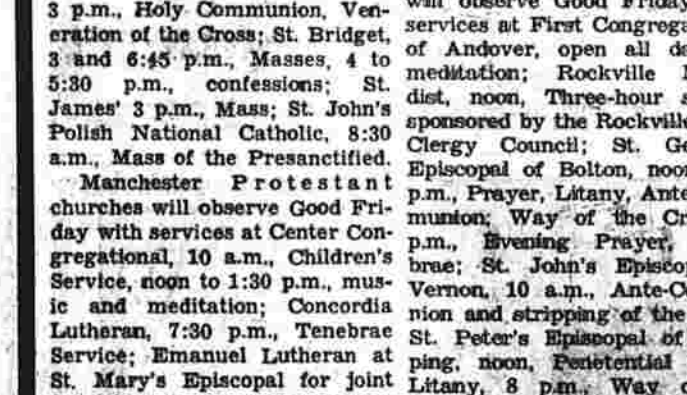 3 p.m., Holy Communion, Ven-
eration of the Cross; St. Bridget,
3 and 6:45 p.m., Masses, 4 to
5:30 p.m., confessions; St.
James' 3 p.m., Mass; St. John's
Polish National Catholic, 8:30
a.m., Mass of the Presanctified.
Manchester Protestant
churches will observe Good Fri-
day with services at Center Con-
gregational, 10 a.m., Children's
Service, noon to 1:30 p.m., mus-
ic and meditation; Concordia
Lutheran, 7:30 p.m., Tenebrae
Service; Emanuel Lutheran at
St. Mary's Episcopal for joint
will observe Good Friday
services at First Congrega
of Andover, open all da
meditation; Rockville
dist, noon, Three-hour s
sponsored by the Rockville
Clergy Council; St. Ge
Episcopal of Bolton, noon
p.m., Prayer, Litany, Ante
munion; Way of the Cr
p.m., Evening Prayer,
brae; St. John's Episco
Vernon, 10 a.m., Ante-Co
nion and stripping of the
St. Peter's Episcopal of
ping, noon, Penetential
Litany, 8 p.m., Way